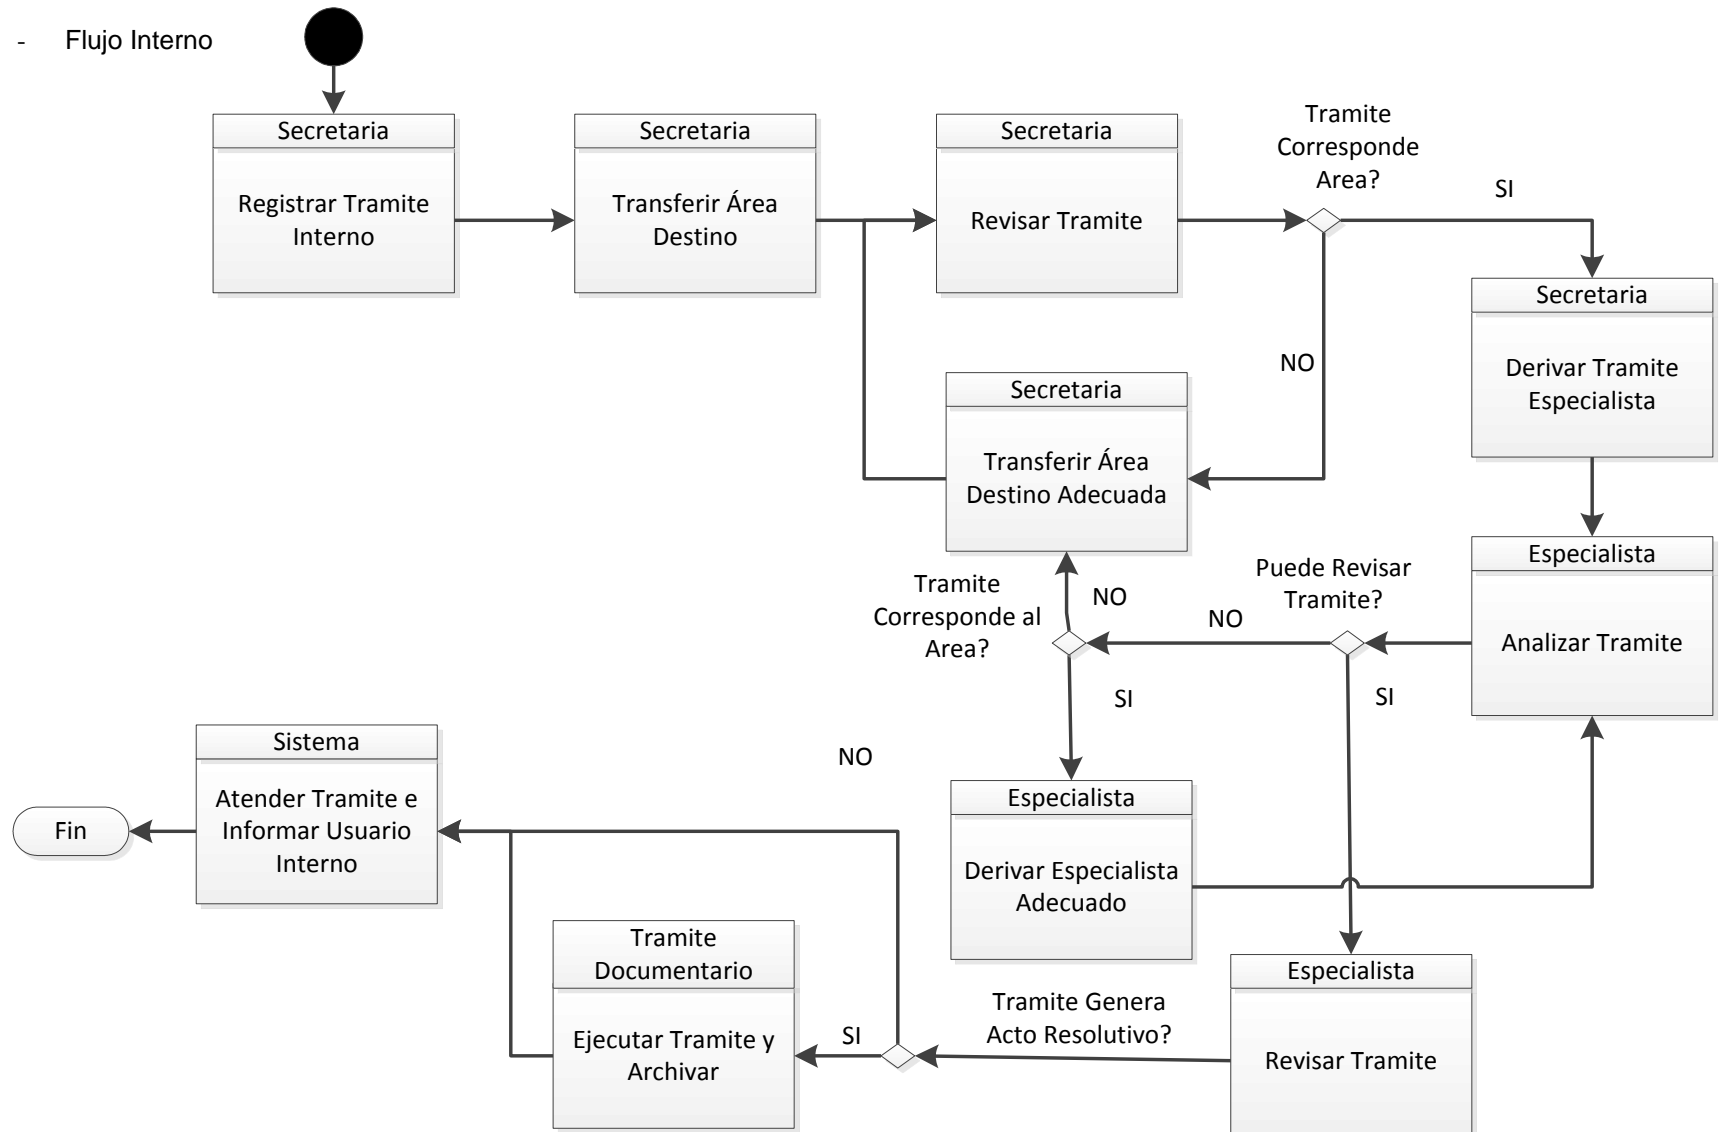 - Flujo Interno
Secretaria
Registrar Tramite
Interno
Secretaria
Transferir Área
Destino
Secretaria
Revisar Tramite
Tramite
Corresponde
Area?
SI
NO
Secretaria
Derivar Tramite
Especialista
Secretaria
Transferir Área
Destino Adecuada
Especialista
Analizar Tramite
Puede Revisar
Tramite?
NO
SI
Tramite
Corresponde al
Area?
NO
SI
Especialista
Derivar Especialista
Adecuado
Especialista
Revisar Tramite
Tramite Genera
Acto Resolutivo?
SI
NO
Tramite
Documentario
Ejecutar Tramite y
Archivar
Sistema
Atender Tramite e
Informar Usuario
Interno
Fin